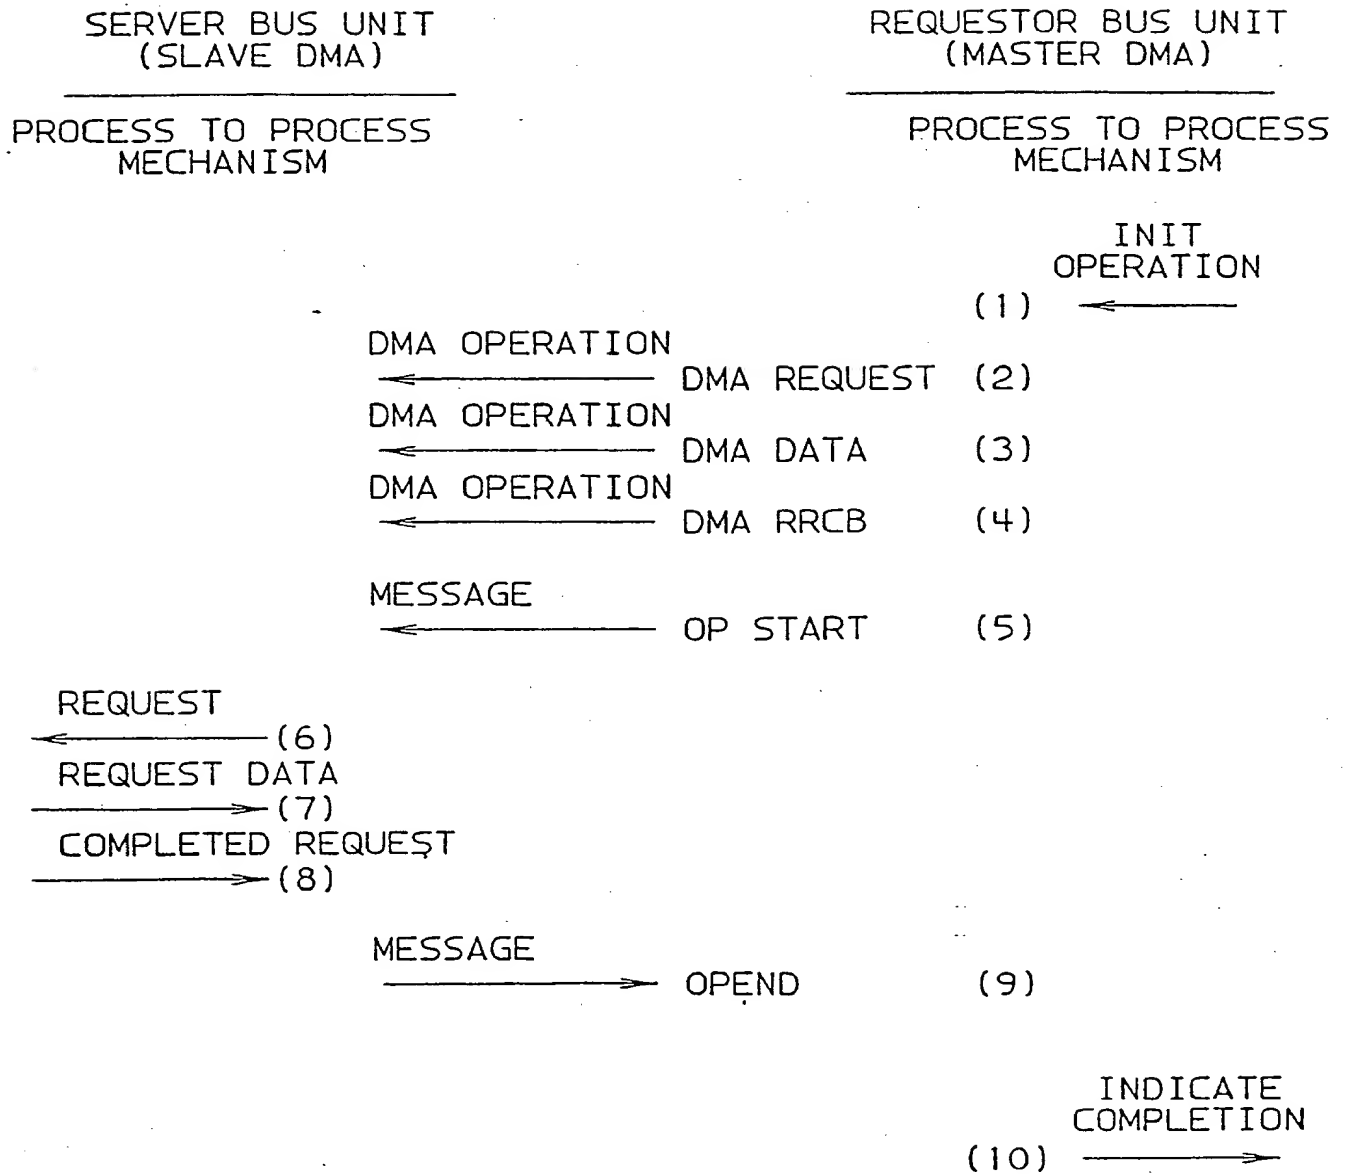 SERVER BUS UNIT
(SLAVE DMA)
REQUESTOR BUS UNIT
(MASTER DMA)
PROCESS TO PROCESS
MECHANISM
PROCESS TO PROCESS
MECHANISM
INIT
OPERATION
(1)
DMA OPERATION
DMA REQUEST (2)
DMA OPERATION
DMA DATA (3)
DMA OPERATION
DMA RRCB (4)
MESSAGE
OP START (5)
REQUEST
(6)
REQUEST DATA
(7)
COMPLETED REQUEST
(8)
MESSAGE
OPEND (9)
INDICATE
COMPLETION
(10)